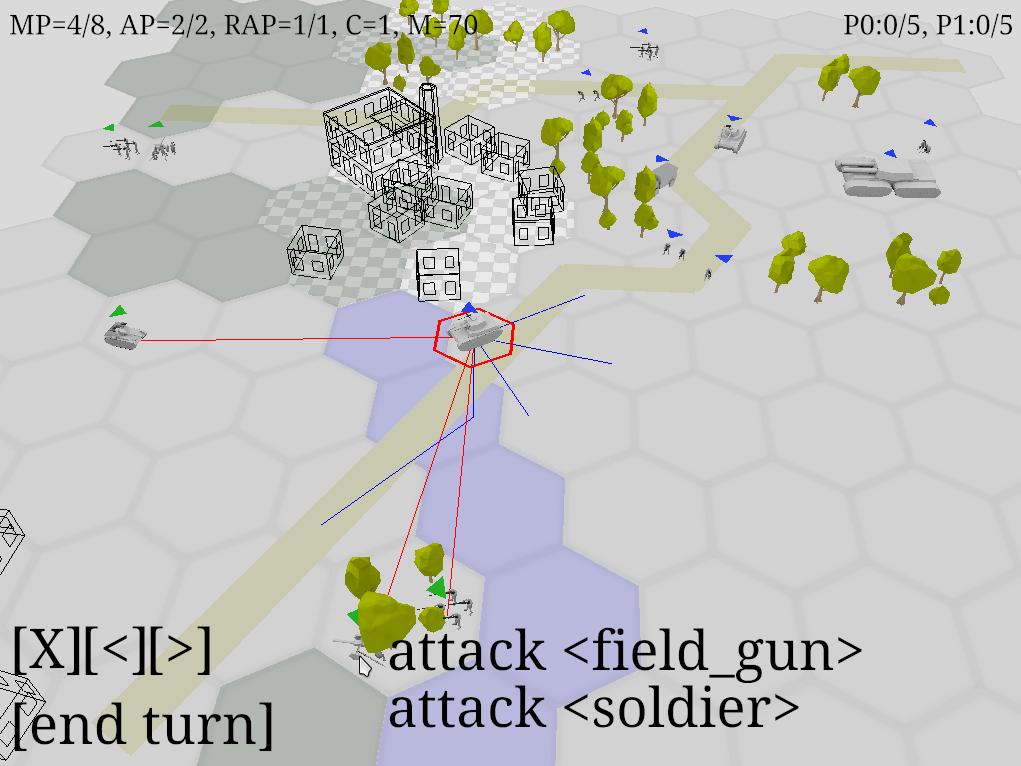 MP=4/8, AP=2/2, RAP=1/1, C=1, M=70
P0:0/5, P1:0/5
[X][<][>]
[end turn]
attack <field_gun>
attack <soldier>